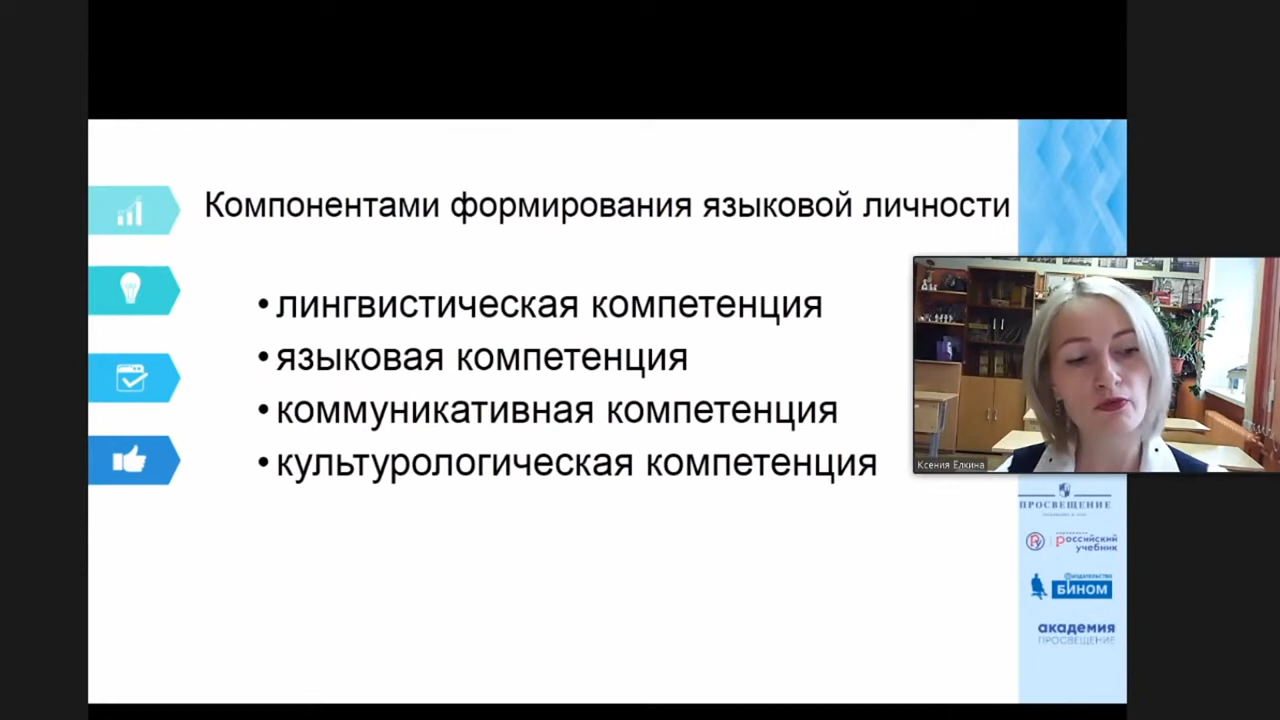 Компонентами формирования языковой личности
• лингвистическая компетенция
• языковая компетенция
• коммуникативная компетенция
• культурологическая компетенция
Ксения Елкина
ПРОСВЕЩЕНИЕ
российский
учебник
ИЗДАТЕЛЬСТВО
БИНОМ
академия
ПРОСВЕЩЕНИЕ